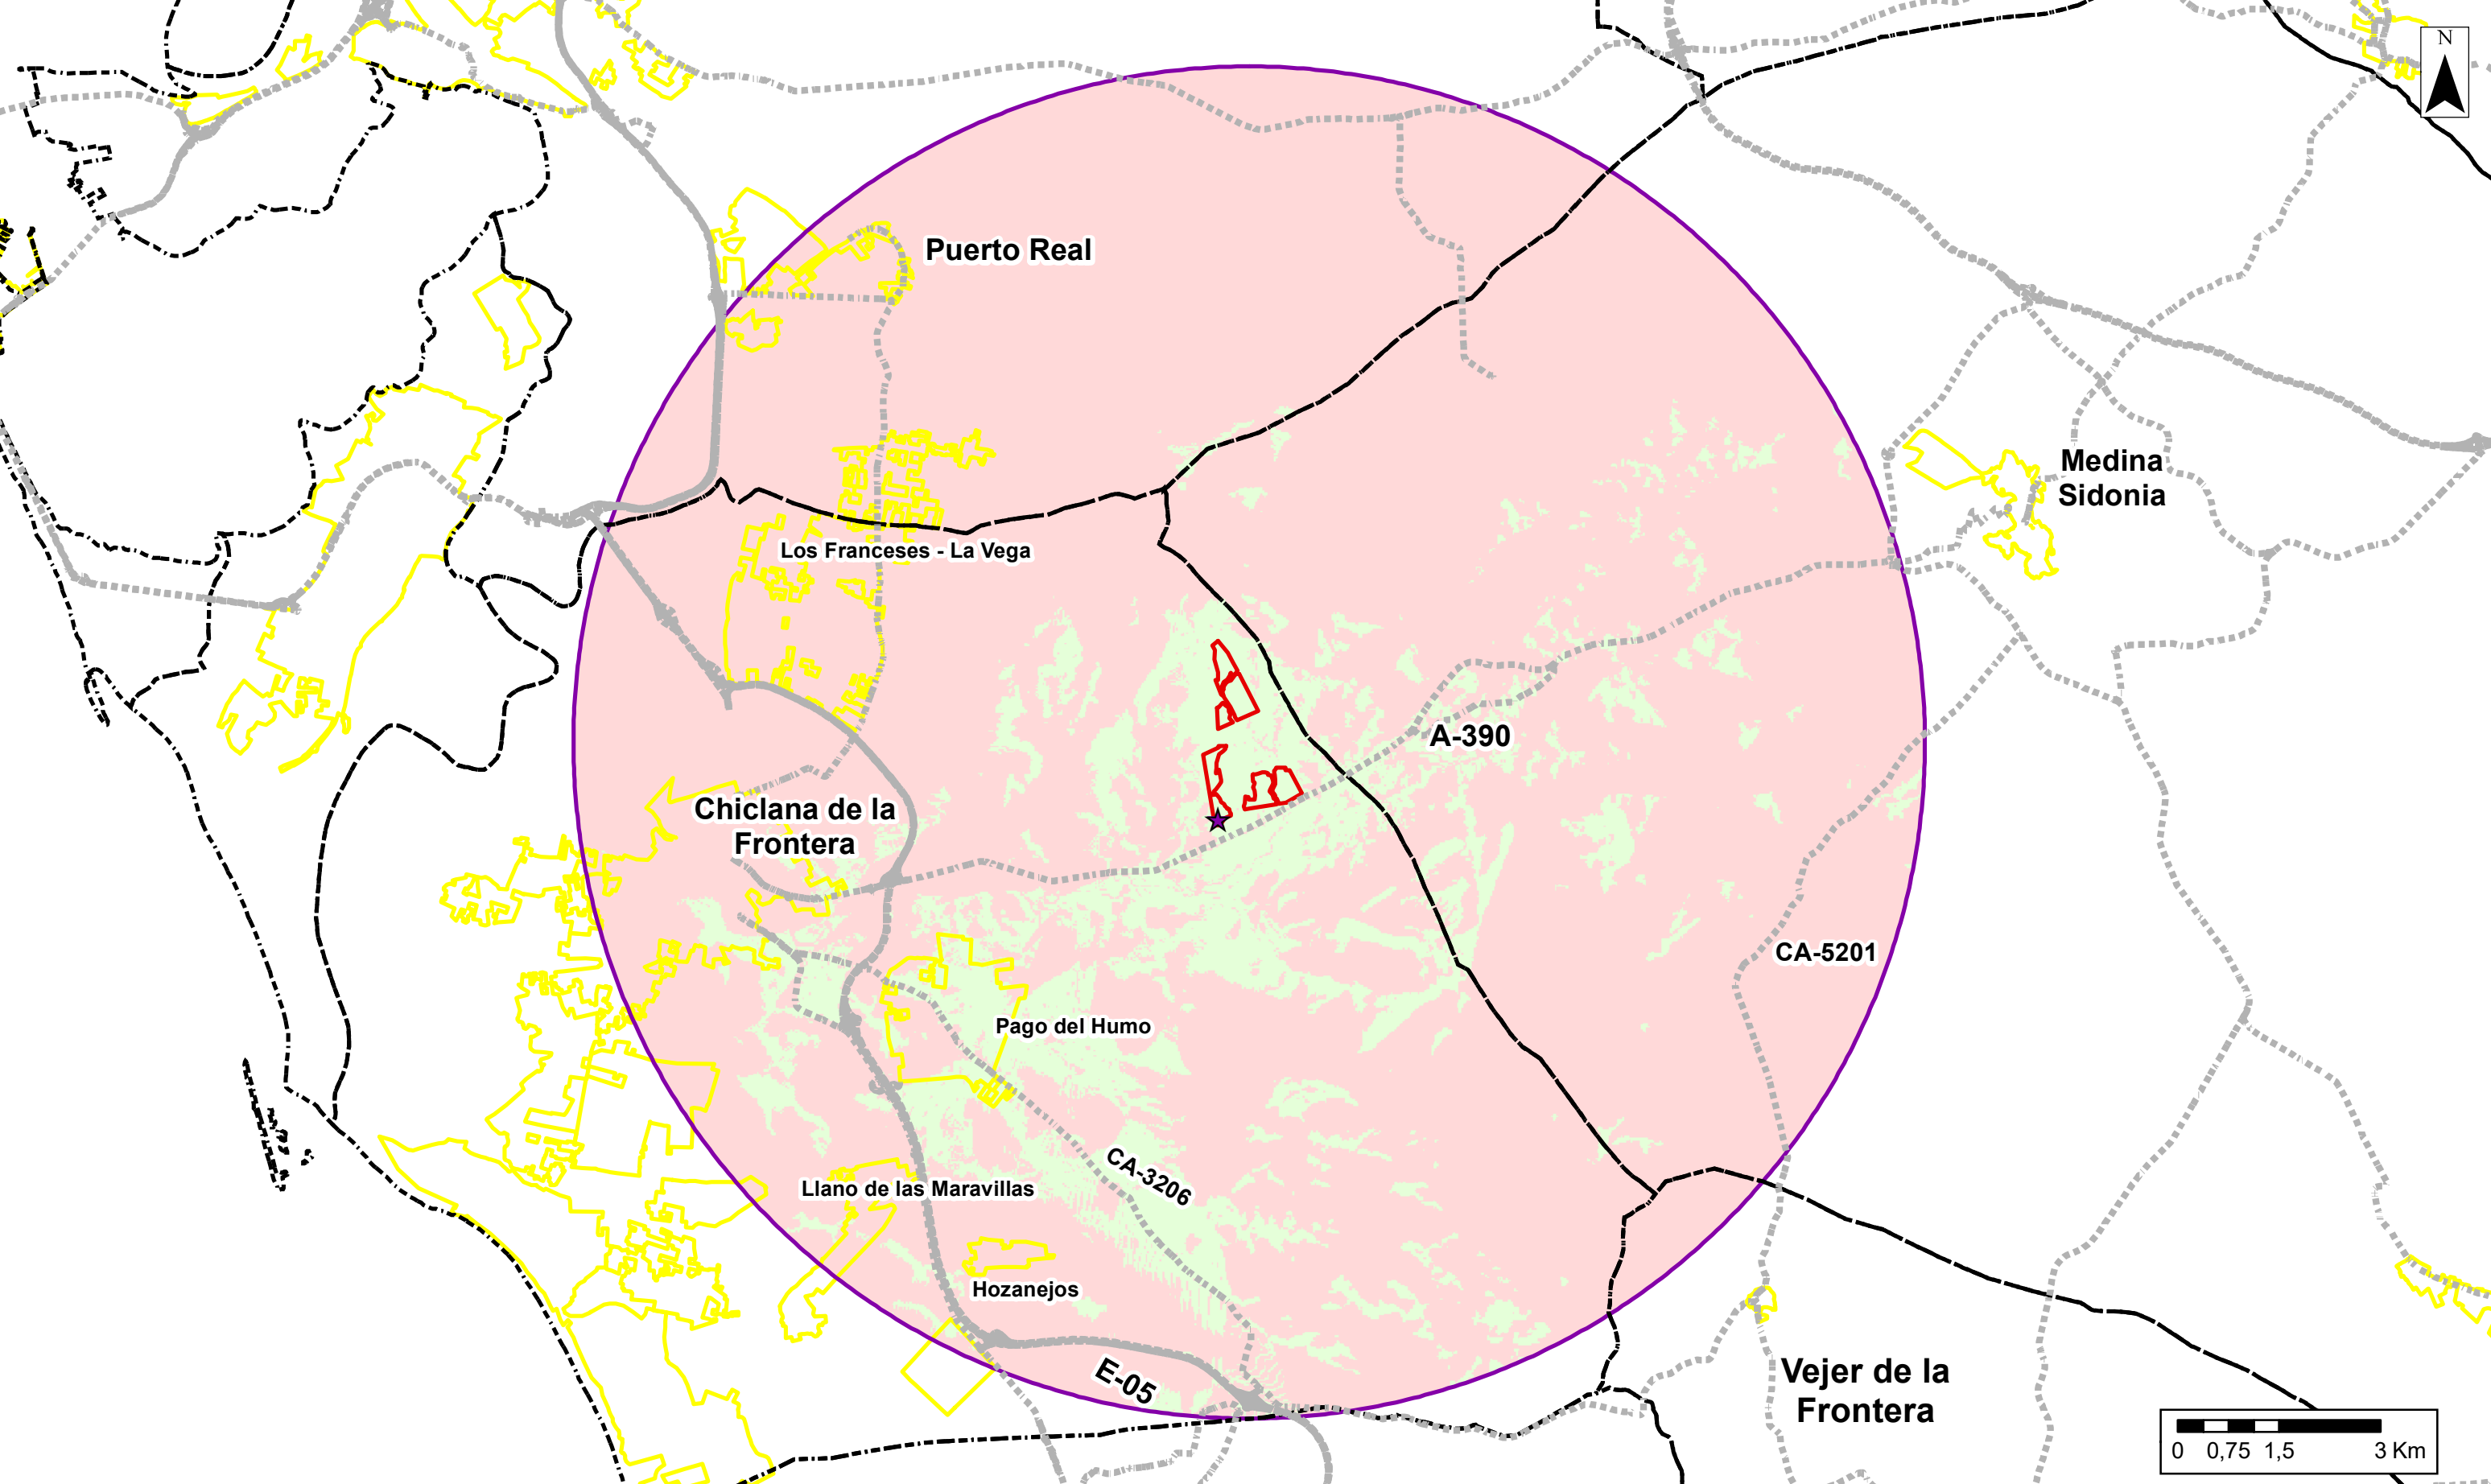 N
Puerto Real
Medina
Sidonia
Los Franceses - La Vega
A-390
Chiclana de la
Frontera
CA-5201
Pago del Humo
CA-3206
Llano de las Maravillas
Hozanejos
E-05
Vejer de la
Frontera
0 0,75 1,5 3 Km